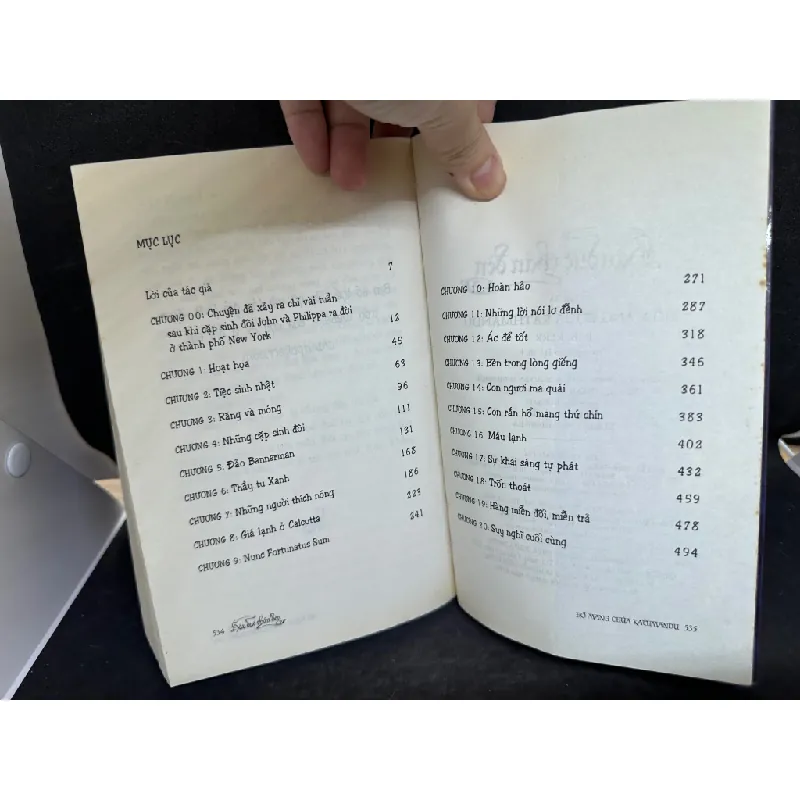 MỤC LỤC
Lời của tác giả 7
CHƯƠNG 00: Chuyện đã xảy ra chỉ vài tuần
sau khi cặp sinh đôi John và Philippa ra đời
ở thành phố New York 12
CHƯƠNG 1: Hoạt họa 45
CHƯƠNG 2: Tiệc sinh nhật 63
CHƯƠNG 3: Răng và móng 96
CHƯƠNG 4: Những cặp sinh đôi 111
CHƯƠNG 5: Đảo Bannerman 131
CHƯƠNG 6: Thầy tu Xanh 165
CHƯƠNG 7: Những người thích nóng 186
CHƯƠNG 8: Giá lạnh ở Calcutta 223
CHƯƠNG 9: Nunc Fortunatus Sum 241
534
CHƯƠNG 10: Hoàn hảo 271
CHƯƠNG 11: Những lời nói lơ đễnh 287
CHƯƠNG 12: Ác để tốt 318
CHƯƠNG 13: Bên trong lòng giếng 346
CHƯƠNG 14: Con người ma quái 361
CHƯƠNG 15: Con rắn hổ mang thứ chín 383
CHƯƠNG 16: Máu lạnh 402
CHƯƠNG 17: Sự khai sáng tự phát 432
CHƯƠNG 18: Trốn thoát 459
CHƯƠNG 19: Hàng miễn đổi, miễn trả 478
CHƯƠNG 20: Suy nghĩ cuối cùng 494
HỔ MANG CHÚA KATHMANDU 535